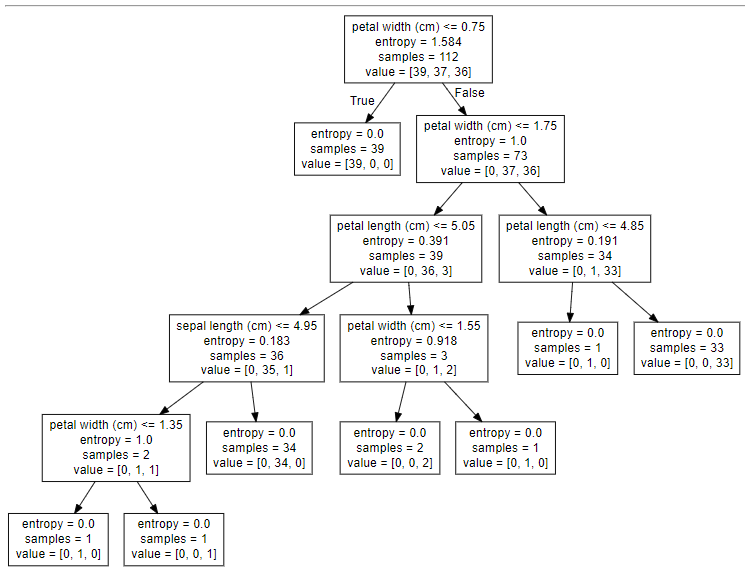 petal width (cm) <= 0.75
entropy = 1.584
samples = 112
value = [39, 37, 36]
True
False
entropy = 0.0
samples = 39
value = [39, 0, 0]
petal width (cm) <= 1.75
entropy = 1.0
samples = 73
value = [0, 37, 36]
petal length (cm) <= 5.05
entropy = 0.391
samples = 39
value = [0, 36, 3]
petal length (cm) <= 4.85
entropy = 0.191
samples = 34
value = [0, 1, 33]
sepal length (cm) <= 4.95
entropy = 0.183
samples = 36
value = [0, 35, 1]
petal width (cm) <= 1.55
entropy = 0.918
samples = 3
value = [0, 1, 2]
entropy = 0.0
samples = 1
value = [0, 1, 0]
entropy = 0.0
samples = 33
value = [0, 0, 33]
petal width (cm) <= 1.35
entropy = 1.0
samples = 2
value = [0, 1, 1]
entropy = 0.0
samples = 34
value = [0, 34, 0]
entropy = 0.0
samples = 2
value = [0, 0, 2]
entropy = 0.0
samples = 1
value = [0, 1, 0]
entropy = 0.0
samples = 1
value = [0, 1, 0]
entropy = 0.0
samples = 1
value = [0, 0, 1]